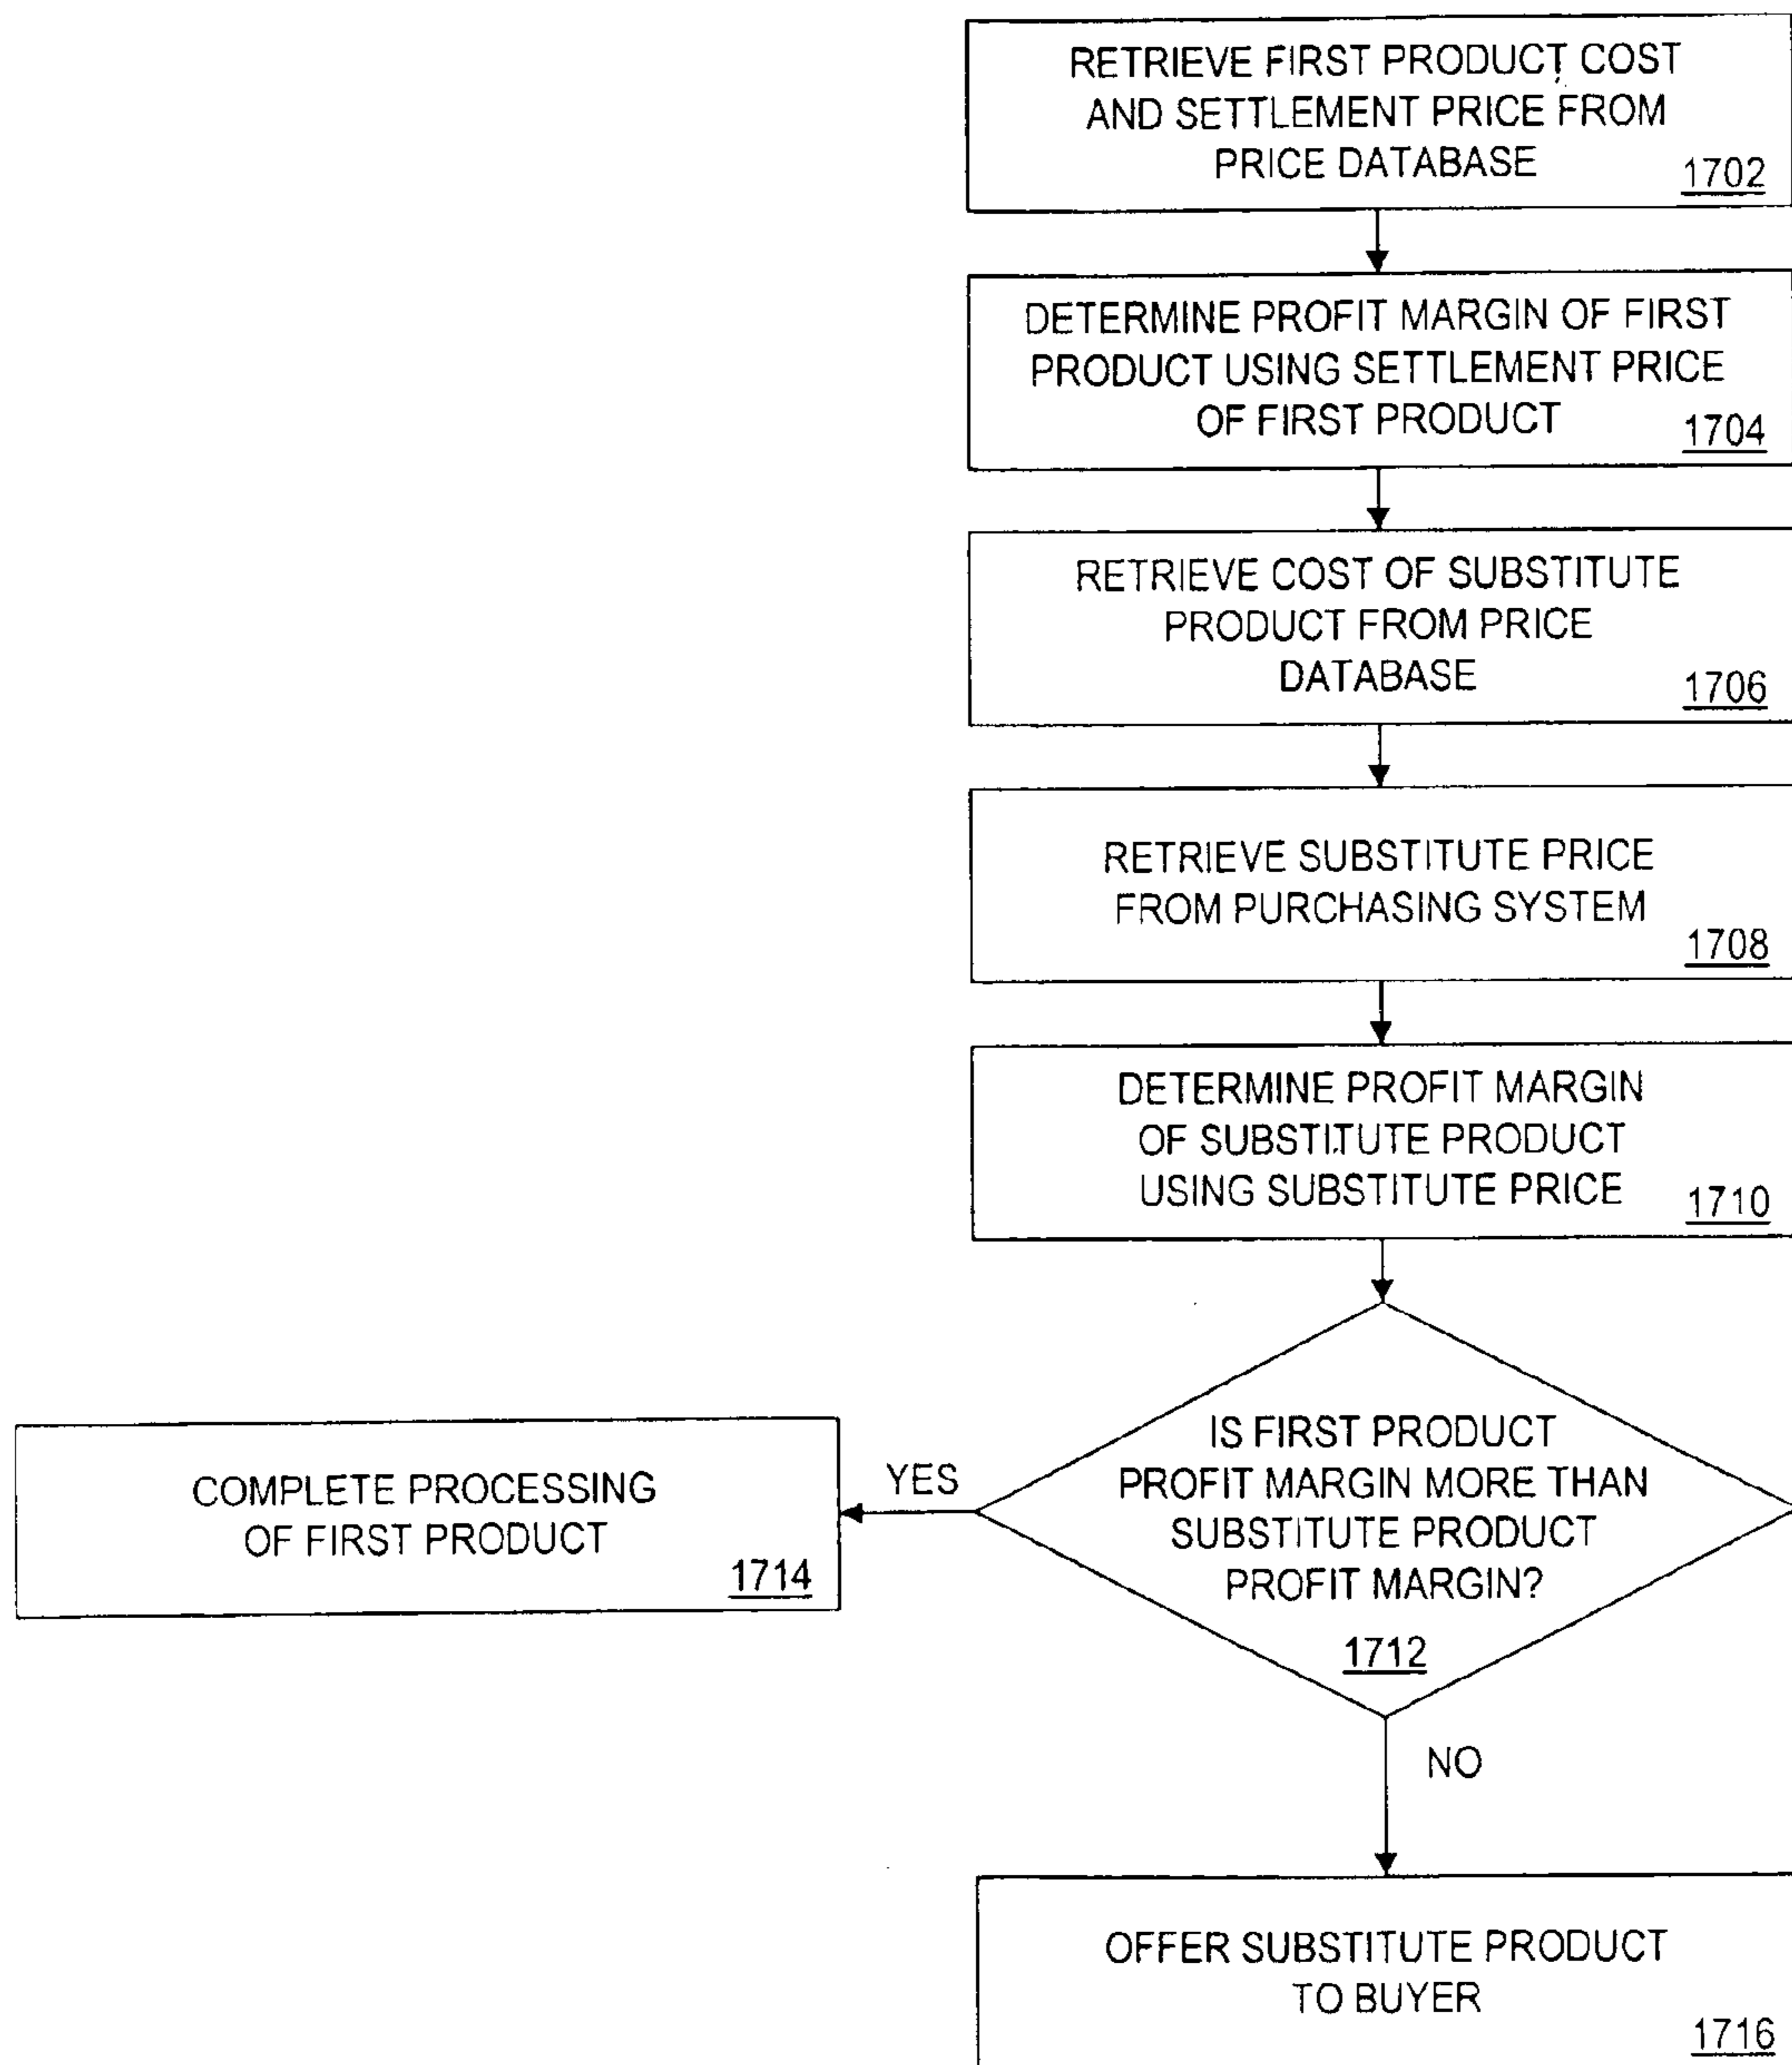 RETRIEVE FIRST PRODUCT COST
AND SETTLEMENT PRICE FROM
PRICE DATABASE
1702
DETERMINE PROFIT MARGIN OF FIRST
PRODUCT USING SETTLEMENT PRICE
OF FIRST PRODUCT
1704
RETRIEVE COST OF SUBSTITUTE
PRODUCT FROM PRICE
DATABASE
1706
RETRIEVE SUBSTITUTE PRICE
FROM PURCHASING SYSTEM
1708
DETERMINE PROFIT MARGIN
OF SUBSTITUTE PRODUCT
USING SUBSTITUTE PRICE
1710
IS FIRST PRODUCT
PROFIT MARGIN MORE THAN
SUBSTITUTE PRODUCT
PROFIT MARGIN?
1712
YES
COMPLETE PROCESSING
OF FIRST PRODUCT
1714
NO
OFFER SUBSTITUTE PRODUCT
TO BUYER
1716